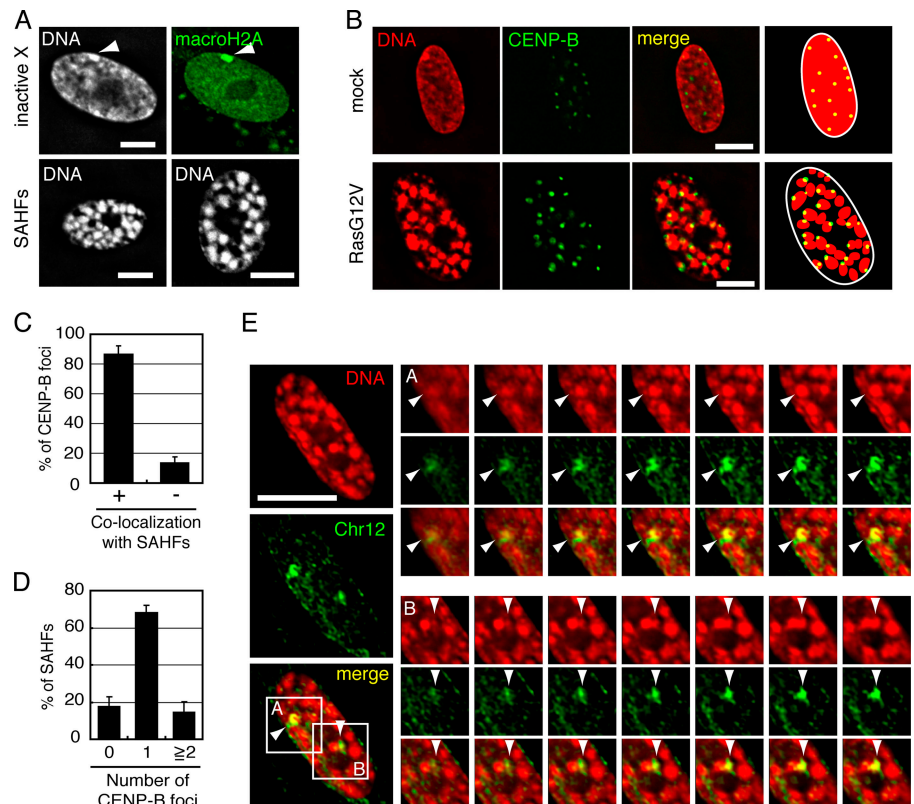 A
DNA
macroH2A
inactive X
DNA
DNA
SAHFs
B
DNA
CENP-B
merge
mock
RasG12V
C
100
80
60
40
20
0
% of CENP-B foci
+
-
Co-localization
with SAHFs
D
80
60
40
20
0
% of SAHFs
0
1
≧2
Number of
CENP-B foci
E
DNA
Chr12
merge
A
B
A
B